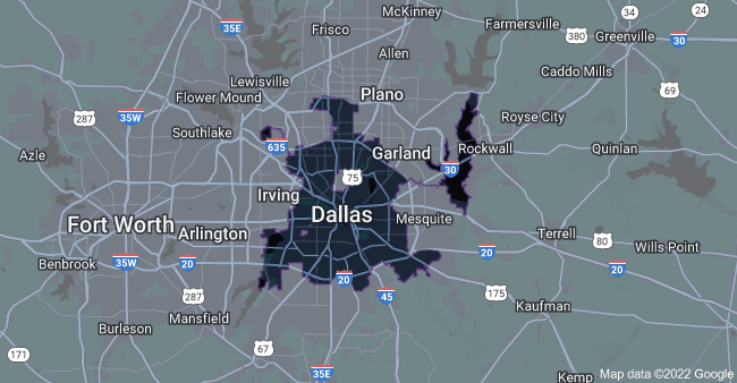 McKinney
34
24
35E
Frisco
Farmersville
380
Greenville
30
Allen
Caddo Mills
Lewisville
69
Flower Mound
Plano
287
35W
Royse City
Southlake
635
Garland
Rockwall
Quinlan
Azle
30
75
Irving
Dallas
Mesquite
Fort Worth
Arlington
Terrell
80
Wills Point
Benbrook
35W
20
20
20
20
287
45
175
Kaufman
Mansfield
Burleson
67
171
35E
Kemp
Map data ©2022 Google